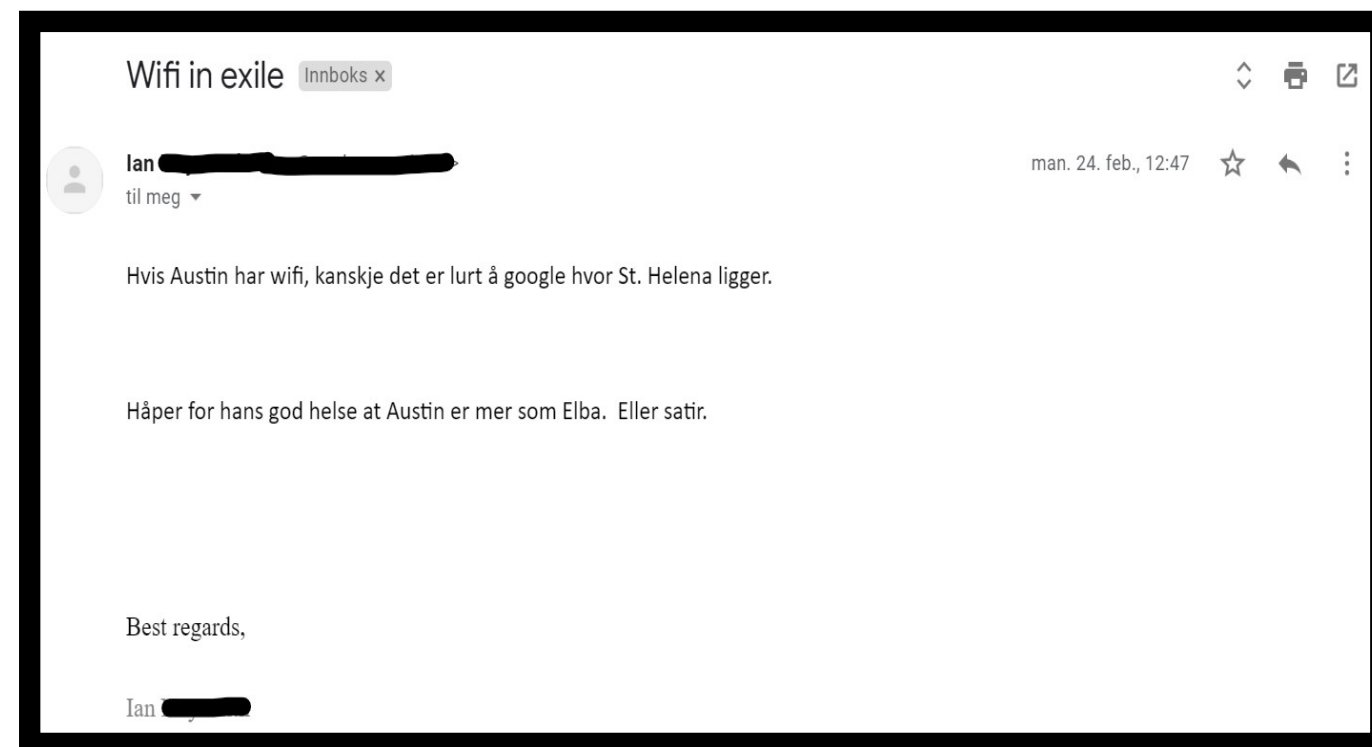 Wifi in exile Innboks x
Ian
man. 24. feb., 12:47
til meg
Hvis Austin har wifi, kanskje det er lurt å google hvor St. Helena ligger.
Håper for hans god helse at Austin er mer som Elba.  Eller satir.
Best regards,
Ian